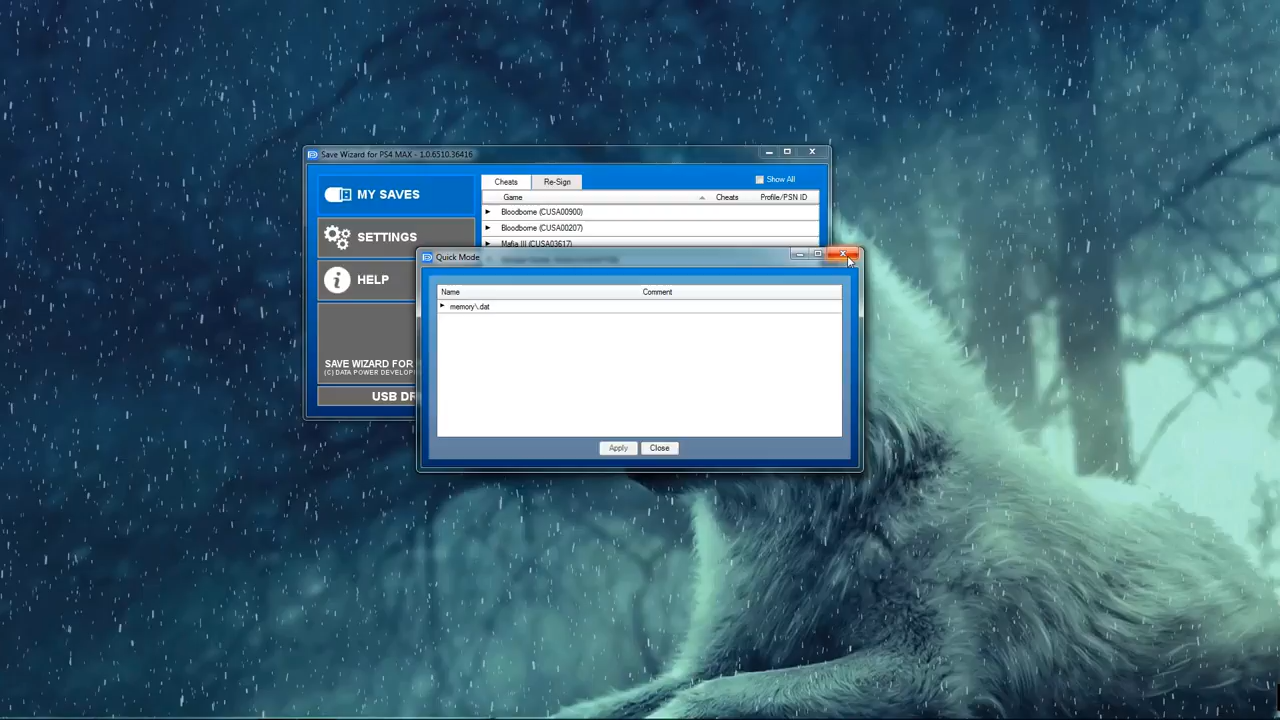 Save Wizard for PS4 MAX - 1.0.6510.36416
MY SAVES
SETTINGS
HELP
SAVE WIZARD FOR
(C) DATA POWER DEVELOP
USB DR
Cheats
Re-Sign
Show All
Game
Cheats
Profile/PSN ID
Bloodborne (CUSA00900)
Bloodborne (CUSA00207)
Mafia III (CUSA03617)
Quick Mode
Name
Comment
memory\.dat
Apply
Close